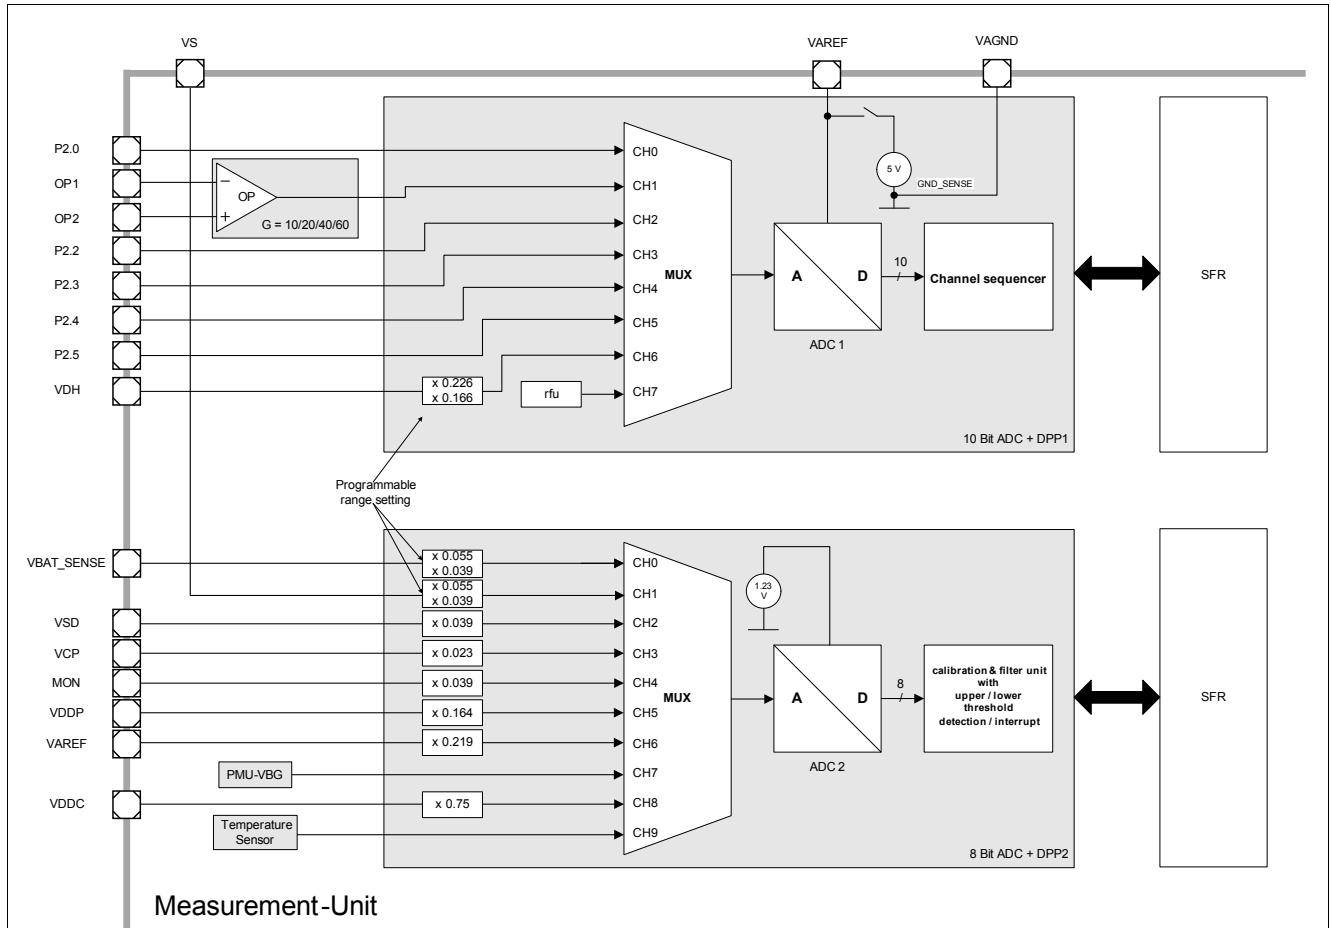 VS
VAREF
VAGND
P2.0
OP1
OP2
P2.2
P2.3
P2.4
P2.5
VDH
–
OP
+
G = 10/20/40/60
x 0.226
x 0.166
rfu
CH0
CH1
CH2
CH3
CH4
CH5
CH6
CH7
MUX
5 V
GND_SENSE
A
D
ADC 1
10
Channel sequencer
10 Bit ADC + DPP1
SFR
Programmable
range setting
VBAT_SENSE
VSD
VCP
MON
VDDP
VAREF
VDDC
PMU-VBG
Temperature
Sensor
x 0.055
x 0.039
x 0.055
x 0.039
x 0.039
x 0.023
x 0.039
x 0.164
x 0.219
x 0.75
CH0
CH1
CH2
CH3
CH4
CH5
CH6
CH7
CH8
CH9
MUX
1.23
V
A
D
ADC 2
8
calibration & filter unit
with
upper / lower
threshold
detection / interrupt
8 Bit ADC + DPP2
SFR
Measurement-Unit